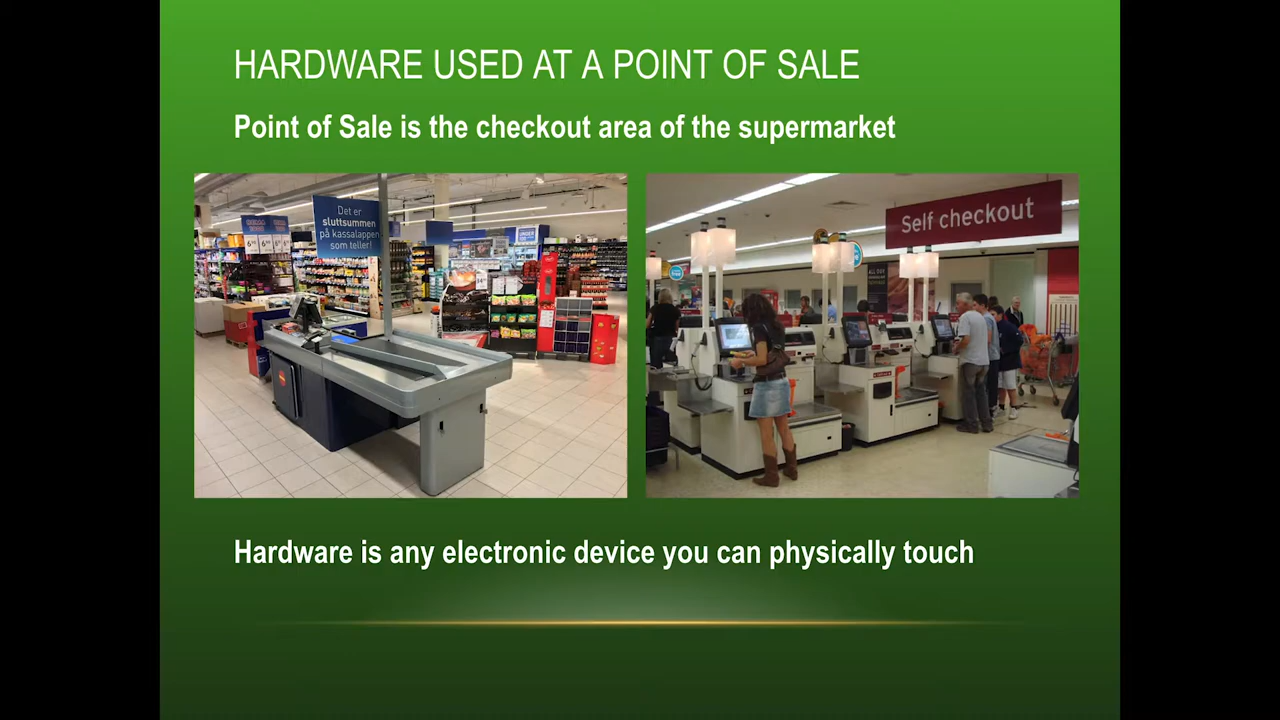 HARDWARE USED AT A POINT OF SALE
Point of Sale is the checkout area of the supermarket
Det er
sluttsummen
på kassalappen
som teller!
Self checkout
Hardware is any electronic device you can physically touch